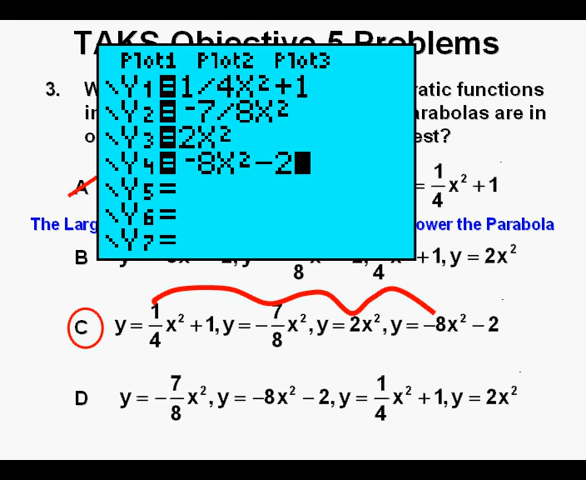 TAKS Objective 5 Problems
Plot1 Plot2 Plot3
\Y1=1/4X²+1
\Y2=-7/8X²
\Y3=2X²
\Y4=-8X²-2
\Y5=
\Y6=
\Y7=
3. W
ratic functions
in
arabolas are in
o
est?
A
= 1/4 x² + 1
The Larg
ower the Parabola
B
8
4
+ 1, y = 2x²
C y = 1/4 x² + 1, y = -7/8 x², y = 2x², y = -8x² - 2
D y = -7/8 x², y = -8x² - 2, y = 1/4 x² + 1, y = 2x²